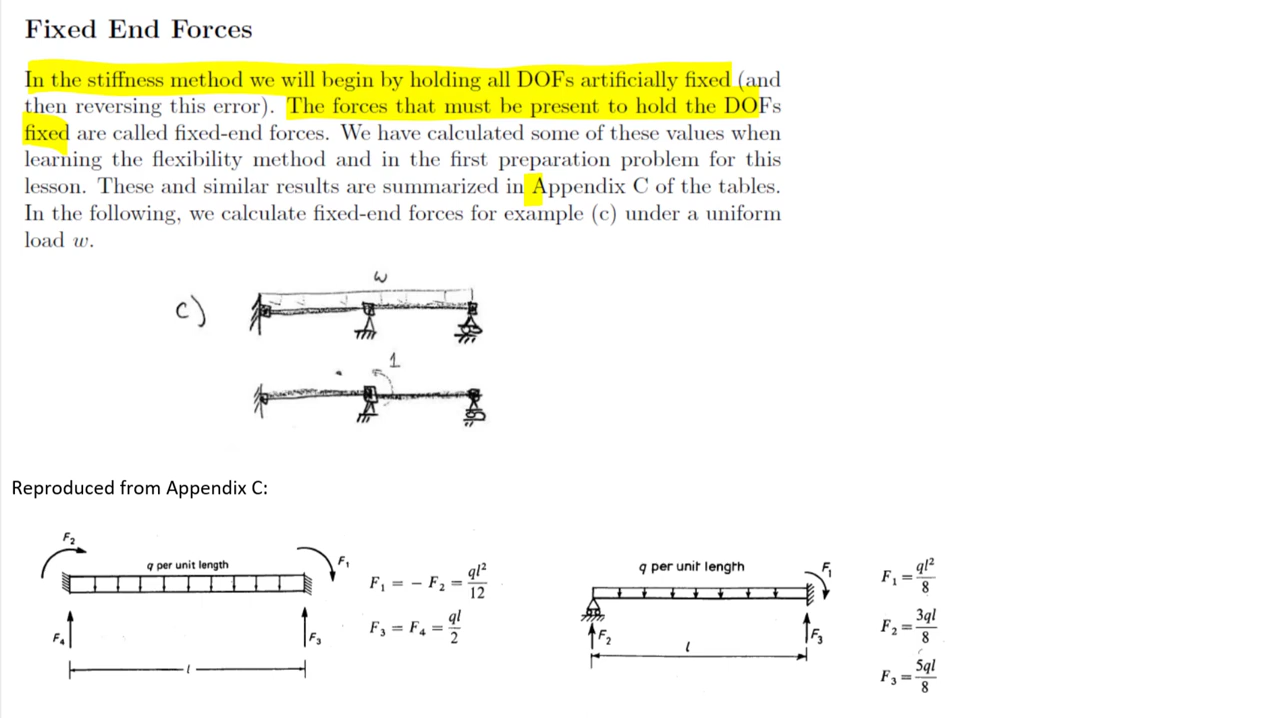 Fixed End Forces
In the stiffness method we will begin by holding all DOFs artificially fixed (and
then reversing this error). The forces that must be present to hold the DOFs
fixed are called fixed-end forces. We have calculated some of these values when
learning the flexibility method and in the first preparation problem for this
lesson. These and similar results are summarized in Appendix C of the tables.
In the following, we calculate fixed-end forces for example (c) under a uniform
load w.
w
c)
1
Reproduced from Appendix C:
F₂
q per unit length
F₁
F₄
F₃
l
F₁ = − F₂ = ql²/12
F₃ = F₄ = ql/2
q per unit length
F₁
F₂
F₃
l
F₁ = ql²/8
F₂ = 3ql/8
F₃ = 5ql/8